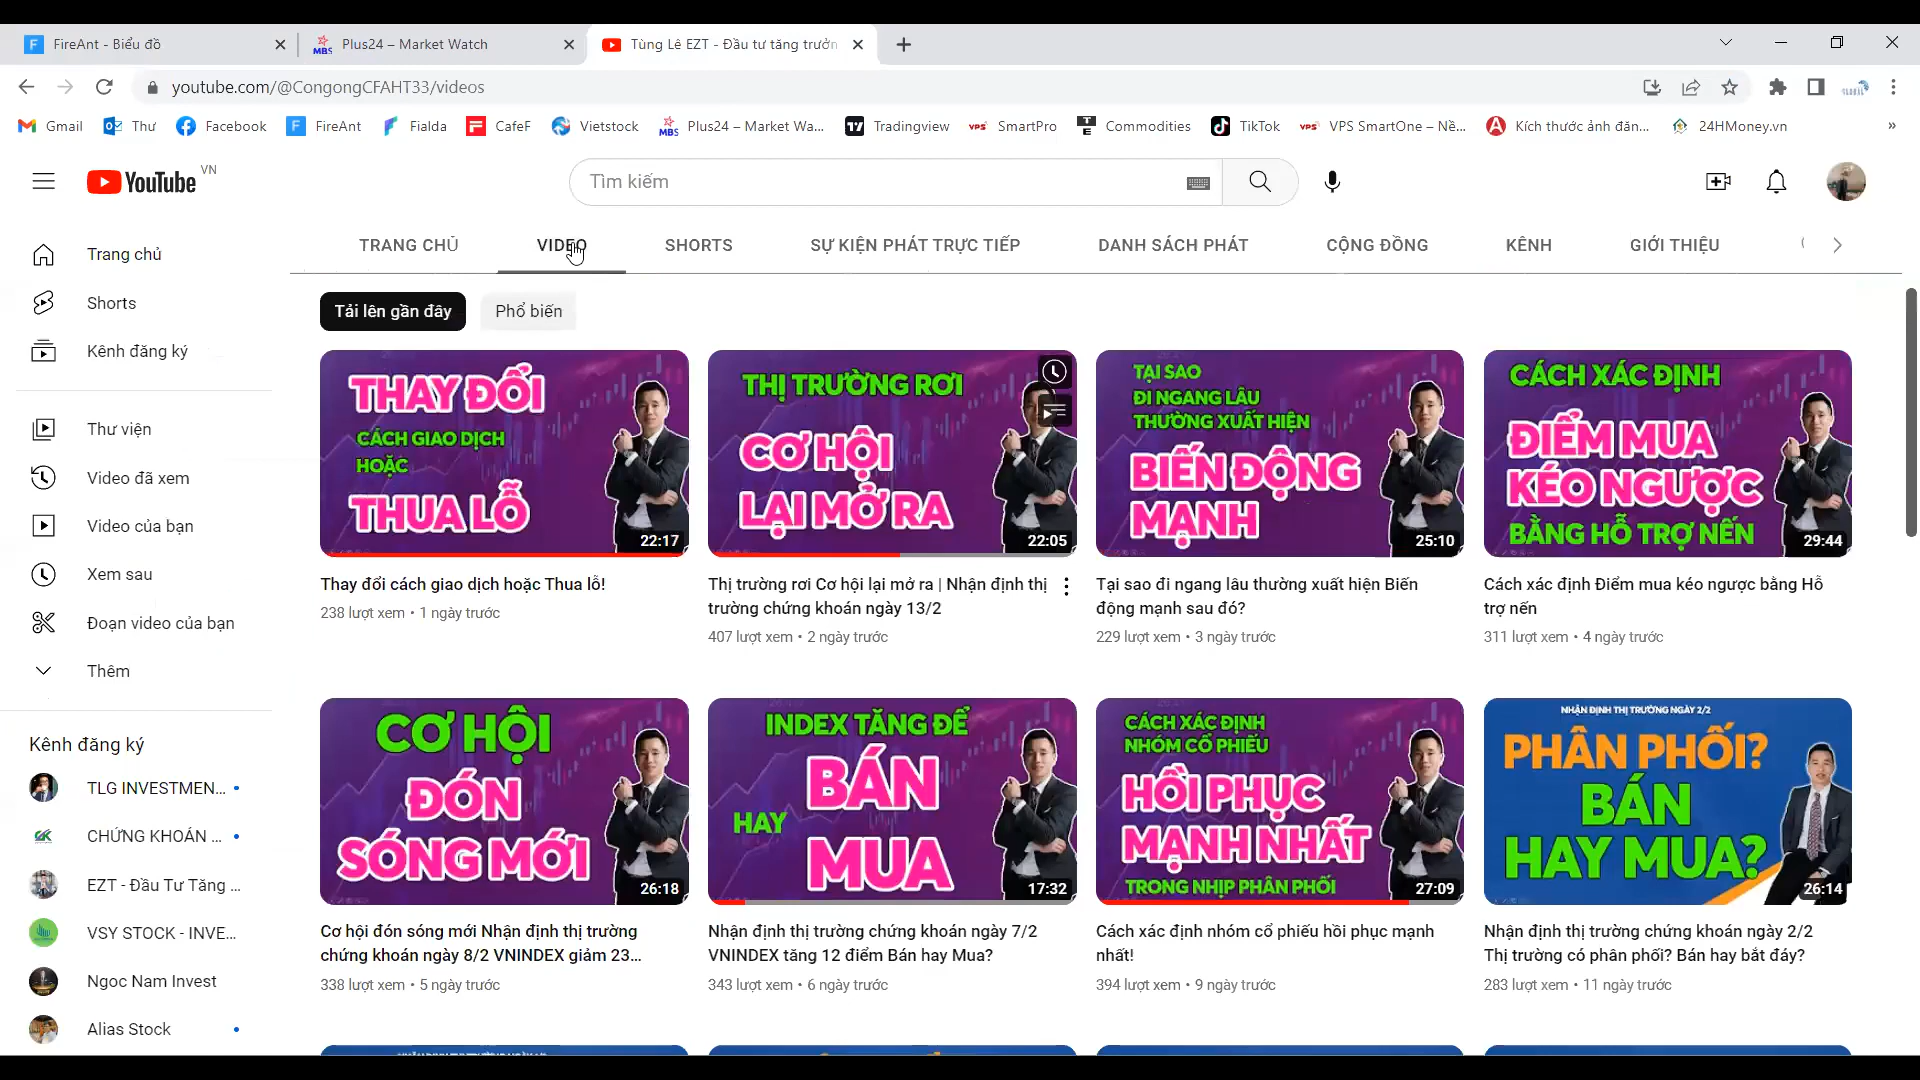 FireAnt - Biểu đồ
Plus24 – Market Watch
Tùng Lê EZT - Đầu tư tăng trưởn
youtube.com/@CongongCFAHT33/videos
Gmail
Thư
Facebook
FireAnt
Fialda
CafeF
Vietstock
MBS
Plus24 – Market Wa...
Tradingview
VPS
SmartPro
Commodities
TikTok
VPS
VPS SmartOne – Nề...
Kích thước ảnh đăn...
24HMoney.vn
»
YouTube
VN
Tìm kiếm
TRANG CHỦ
VIDEO
SHORTS
SỰ KIỆN PHÁT TRỰC TIẾP
DANH SÁCH PHÁT
CỘNG ĐỒNG
KÊNH
GIỚI THIỆU
Trang chủ
Shorts
Kênh đăng ký
Thư viện
Video đã xem
Video của bạn
Xem sau
Đoạn video của bạn
Thêm
Kênh đăng ký
TLG INVESTMEN...
CHỨNG KHOÁN ...
EZT - Đầu Tư Tăng ...
VSY STOCK - INVE...
Ngoc Nam Invest
Alias Stock
Tải lên gần đây
Phổ biến
THAY ĐỔI
CÁCH GIAO DỊCH
HOẶC
THUA LỖ
22:17
Thay đổi cách giao dịch hoặc Thua lỗ!
238 lượt xem • 1 ngày trước
THỊ TRƯỜNG RƠI
CƠ HỘI
LẠI MỞ RA
22:05
Thị trường rơi Cơ hội lại mở ra | Nhận định thị
trường chứng khoán ngày 13/2
407 lượt xem • 2 ngày trước
TẠI SAO
ĐI NGANG LÂU
THƯỜNG XUẤT HIỆN
BIẾN ĐỘNG
MẠNH
25:10
Tại sao đi ngang lâu thường xuất hiện Biến
động mạnh sau đó?
229 lượt xem • 3 ngày trước
CÁCH XÁC ĐỊNH
ĐIỂM MUA
KÉO NGƯỢC
BẰNG HỖ TRỢ NẾN
29:44
Cách xác định Điểm mua kéo ngược bằng Hỗ
trợ nến
311 lượt xem • 4 ngày trước
CƠ HỘI
ĐÓN
SÓNG MỚI
26:18
Cơ hội đón sóng mới Nhận định thị trường
chứng khoán ngày 8/2 VNINDEX giảm 23...
338 lượt xem • 5 ngày trước
INDEX TĂNG ĐỂ
BÁN
HAY
MUA
17:32
Nhận định thị trường chứng khoán ngày 7/2
VNINDEX tăng 12 điểm Bán hay Mua?
343 lượt xem • 6 ngày trước
CÁCH XÁC ĐỊNH
NHÓM CỔ PHIẾU
HỒI PHỤC
MẠNH NHẤT
TRONG NHỊP PHÂN PHỐI
27:09
Cách xác định nhóm cổ phiếu hồi phục mạnh
nhất!
394 lượt xem • 9 ngày trước
NHẬN ĐỊNH THỊ TRƯỜNG NGÀY 2/2
PHÂN PHỐI?
BÁN
HAY MUA?
26:14
Nhận định thị trường chứng khoán ngày 2/2
Thị trường có phân phối? Bán hay bắt đáy?
283 lượt xem • 11 ngày trước